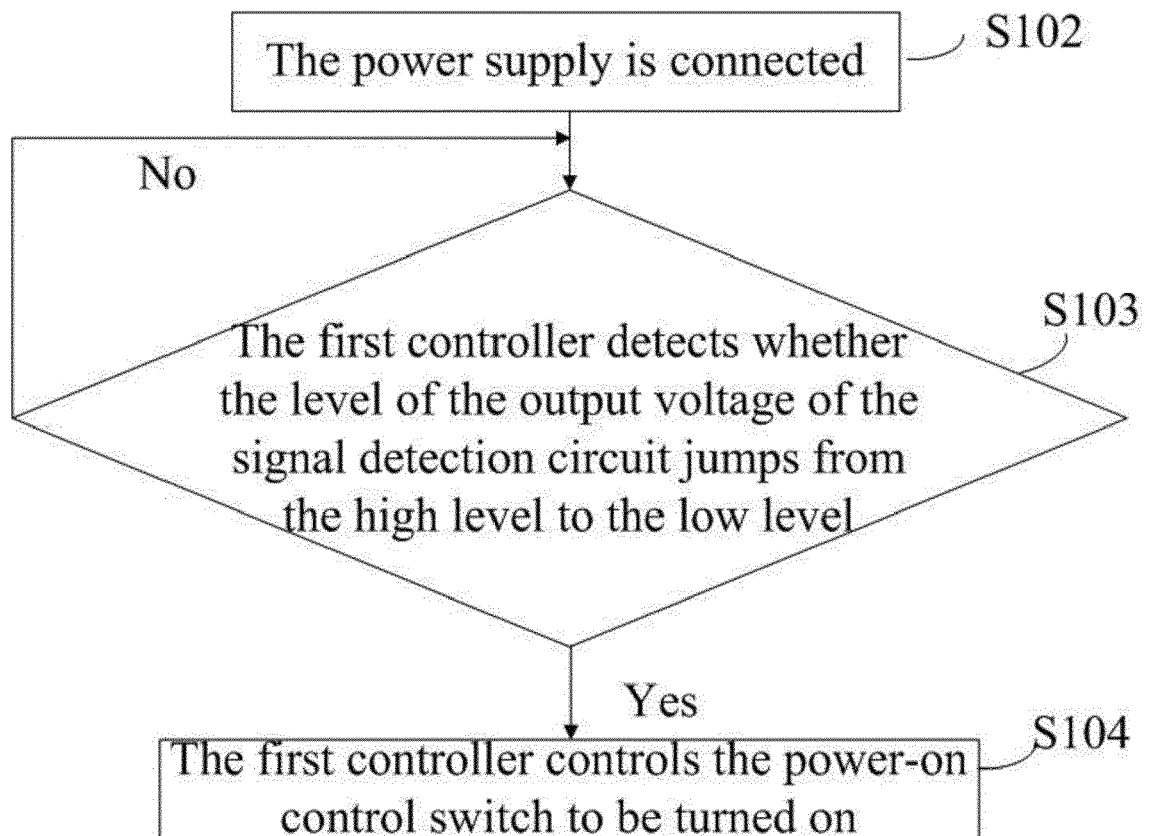 The power supply is connected
S102
No
S103
The first controller detects whether
the level of the output voltage of the
signal detection circuit jumps from
the high level to the low level
Yes
S104
The first controller controls the power-on
control switch to be turned on